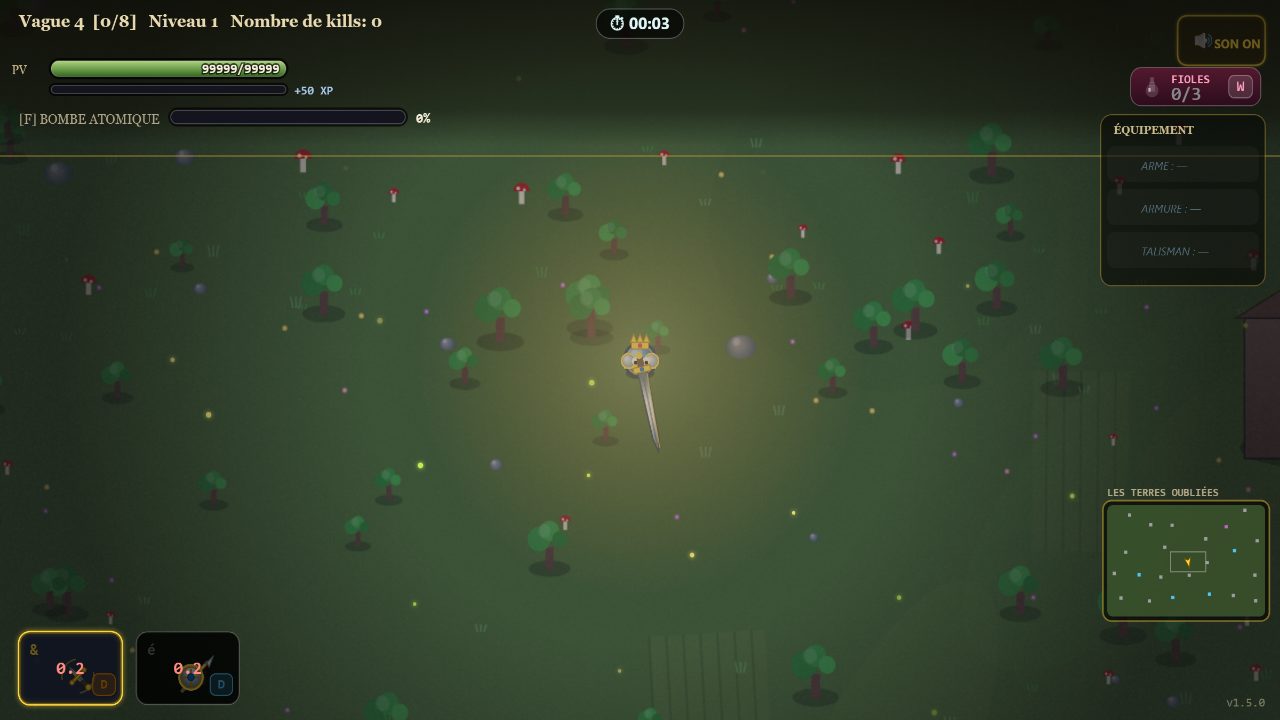 Vague 4 [0/8] Niveau 1 Nombre de kills: 0
00:03
SON ON
PV 99999/99999
+50 XP
[F] BOMBE ATOMIQUE 0%
FIOLES
0/3
W
ÉQUIPEMENT
ARME : —
ARMURE : —
TALISMAN : —
LES TERRES OUBLIÉES
& 0.2 D
é 0.2 D
v1.5.0